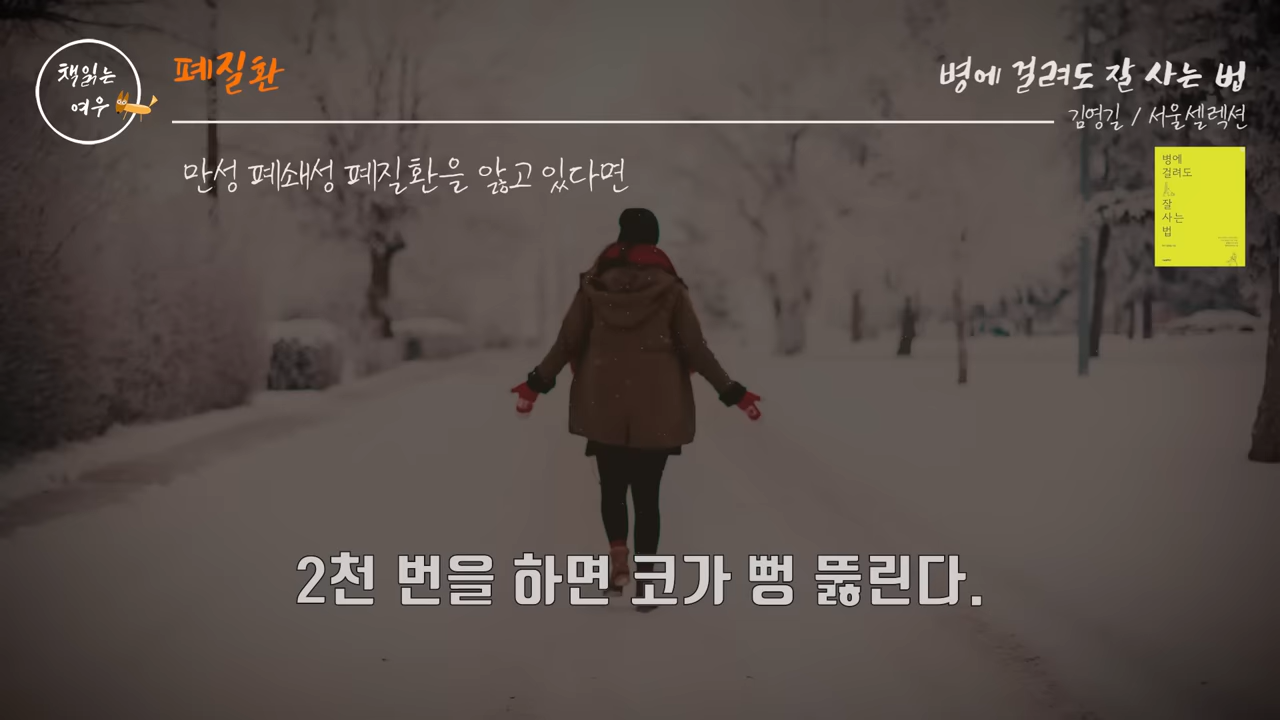 책읽는
여우
폐질환
병에 걸려도 잘 사는 법
김영길 / 서울셀렉션
만성 폐쇄성 폐질환을 앓고 있다면
병에
걸려도
잘
사는
법
2천 번을 하면 코가 뻥 뚫린다.